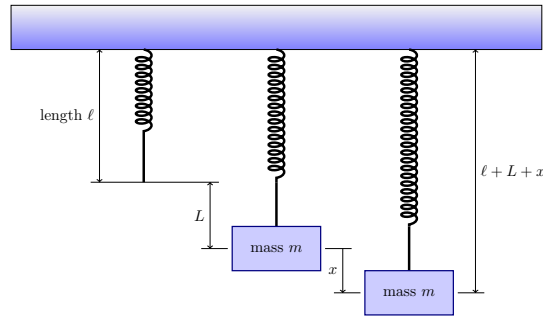 length ℓ
L
mass m
x
mass m
ℓ + L + x